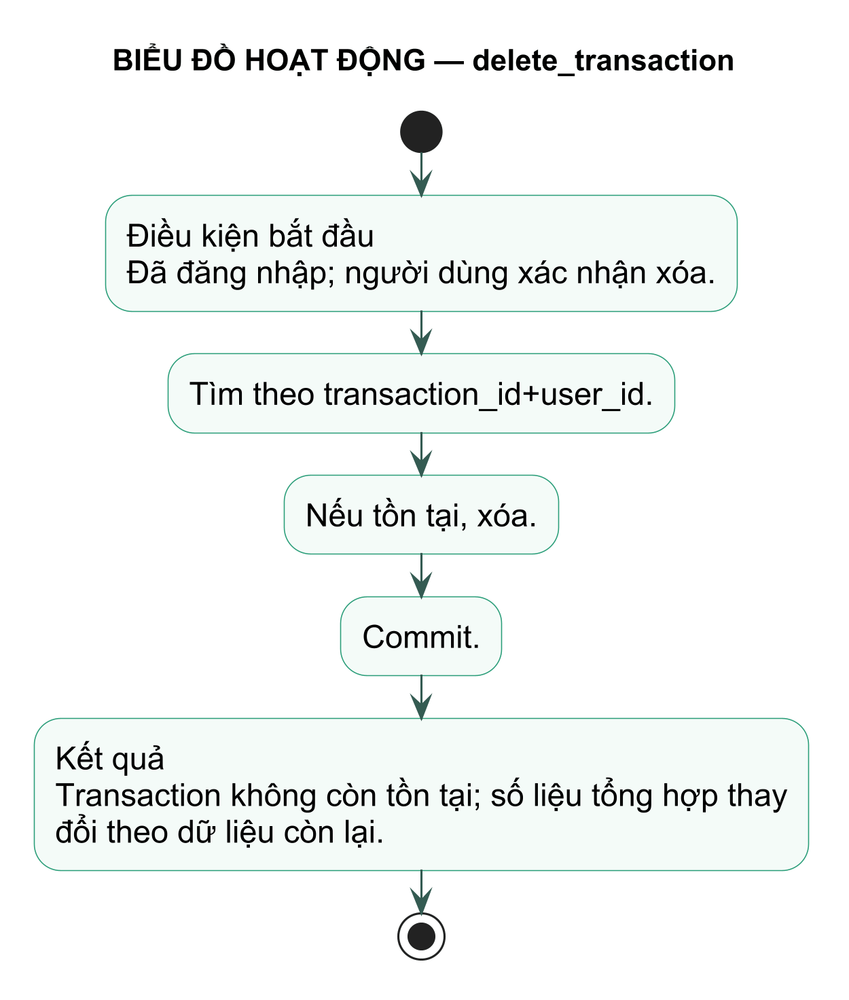 BIỂU ĐỒ HOẠT ĐỘNG — delete_transaction
Điều kiện bắt đầu
Đã đăng nhập; người dùng xác nhận xóa.
Tìm theo transaction_id+user_id.
Nếu tồn tại, xóa.
Commit.
Kết quả
Transaction không còn tồn tại; số liệu tổng hợp thay
đổi theo dữ liệu còn lại.